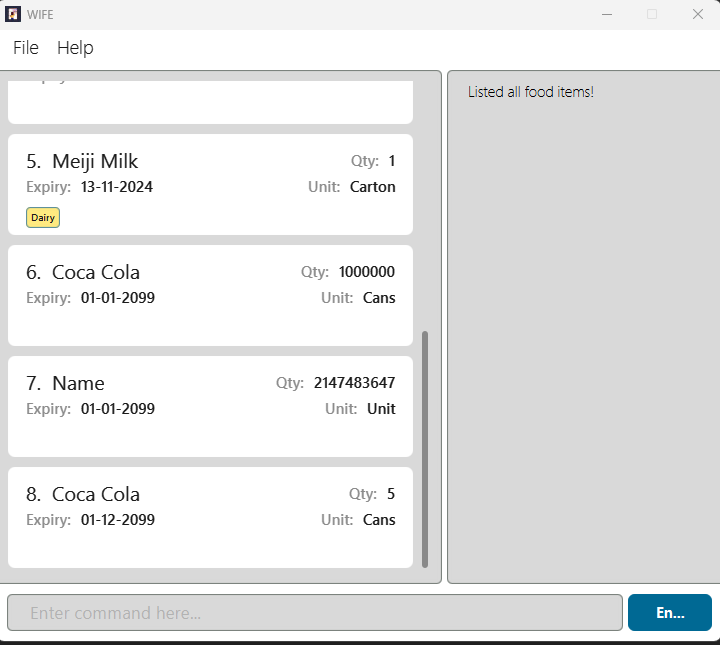 WIFE
File Help
5. Meiji Milk Qty: 1
Expiry: 13-11-2024 Unit: Carton
Dairy
6. Coca Cola Qty: 1000000
Expiry: 01-01-2099 Unit: Cans
7. Name Qty: 2147483647
Expiry: 01-01-2099 Unit: Unit
8. Coca Cola Qty: 5
Expiry: 01-12-2099 Unit: Cans
Listed all food items!
Enter command here... En...